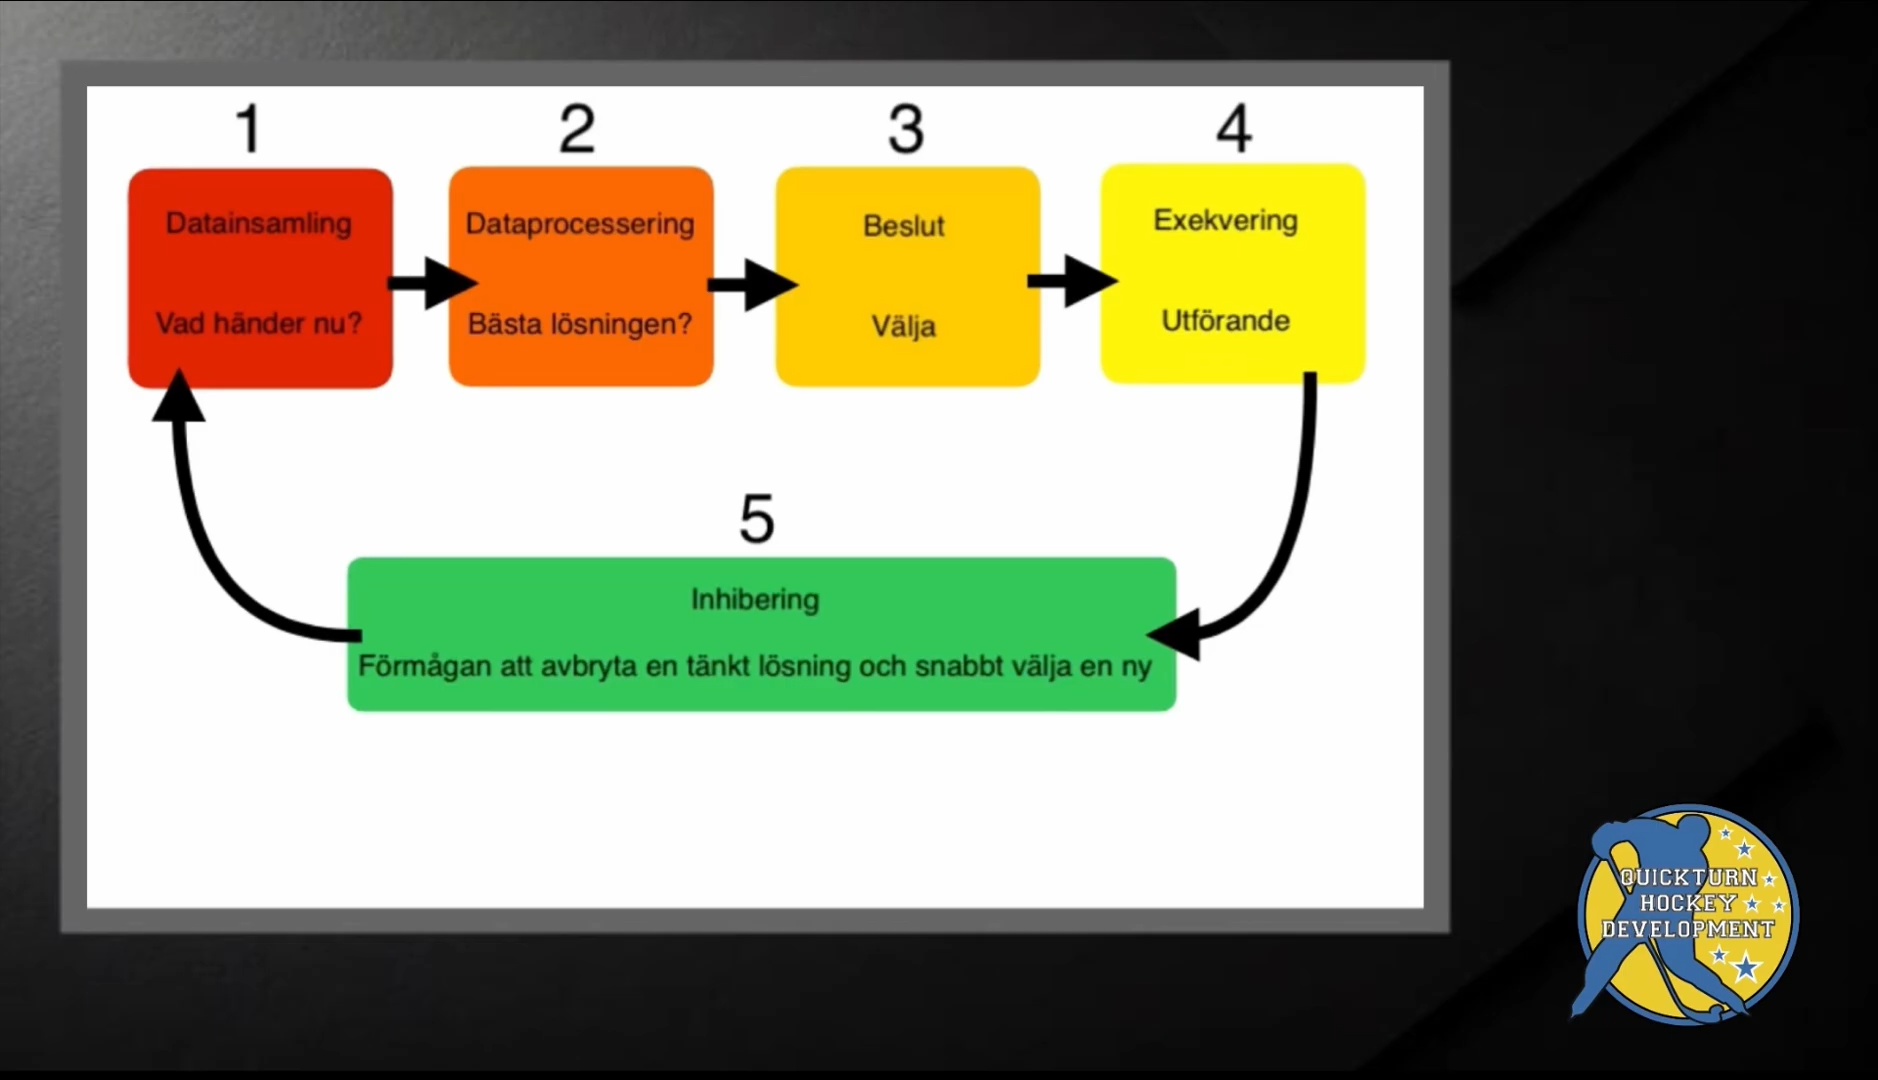 1
2
3
4
Datainsamling
Vad händer nu?
Dataprocessering
Bästa lösningen?
Beslut
Välja
Exekvering
Utförande
5
Inhibering
Förmågan att avbryta en tänkt lösning och snabbt välja en ny
QUICKTURN
HOCKEY
DEVELOPMENT